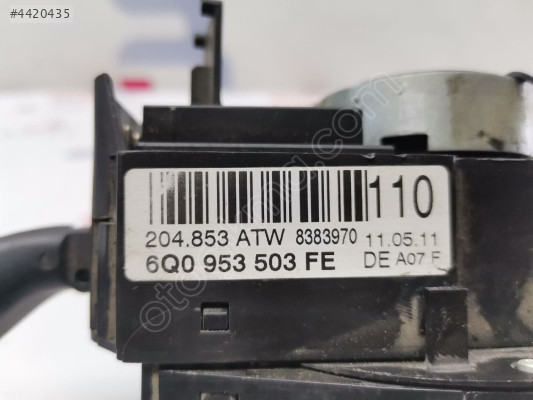 #4420435
110
204.853 ATW 8383970 11.05.11
6Q0 953 503 FE DE A07 F